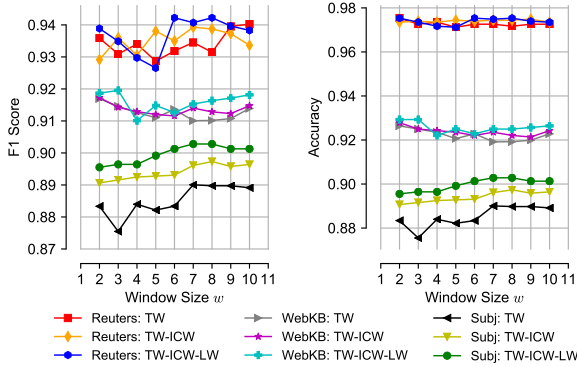 0.94
0.93
0.92
0.91
0.90
0.89
0.88
0.87
F1 Score
1 2 3 4 5 6 7 8 9 10 11
Window Size w
0.98
0.96
0.94
0.92
0.90
0.88
Accuracy
1 2 3 4 5 6 7 8 9 10 11
Window Size w
Reuters: TW
Reuters: TW-ICW
Reuters: TW-ICW-LW
WebKB: TW
WebKB: TW-ICW
WebKB: TW-ICW-LW
Subj: TW
Subj: TW-ICW
Subj: TW-ICW-LW